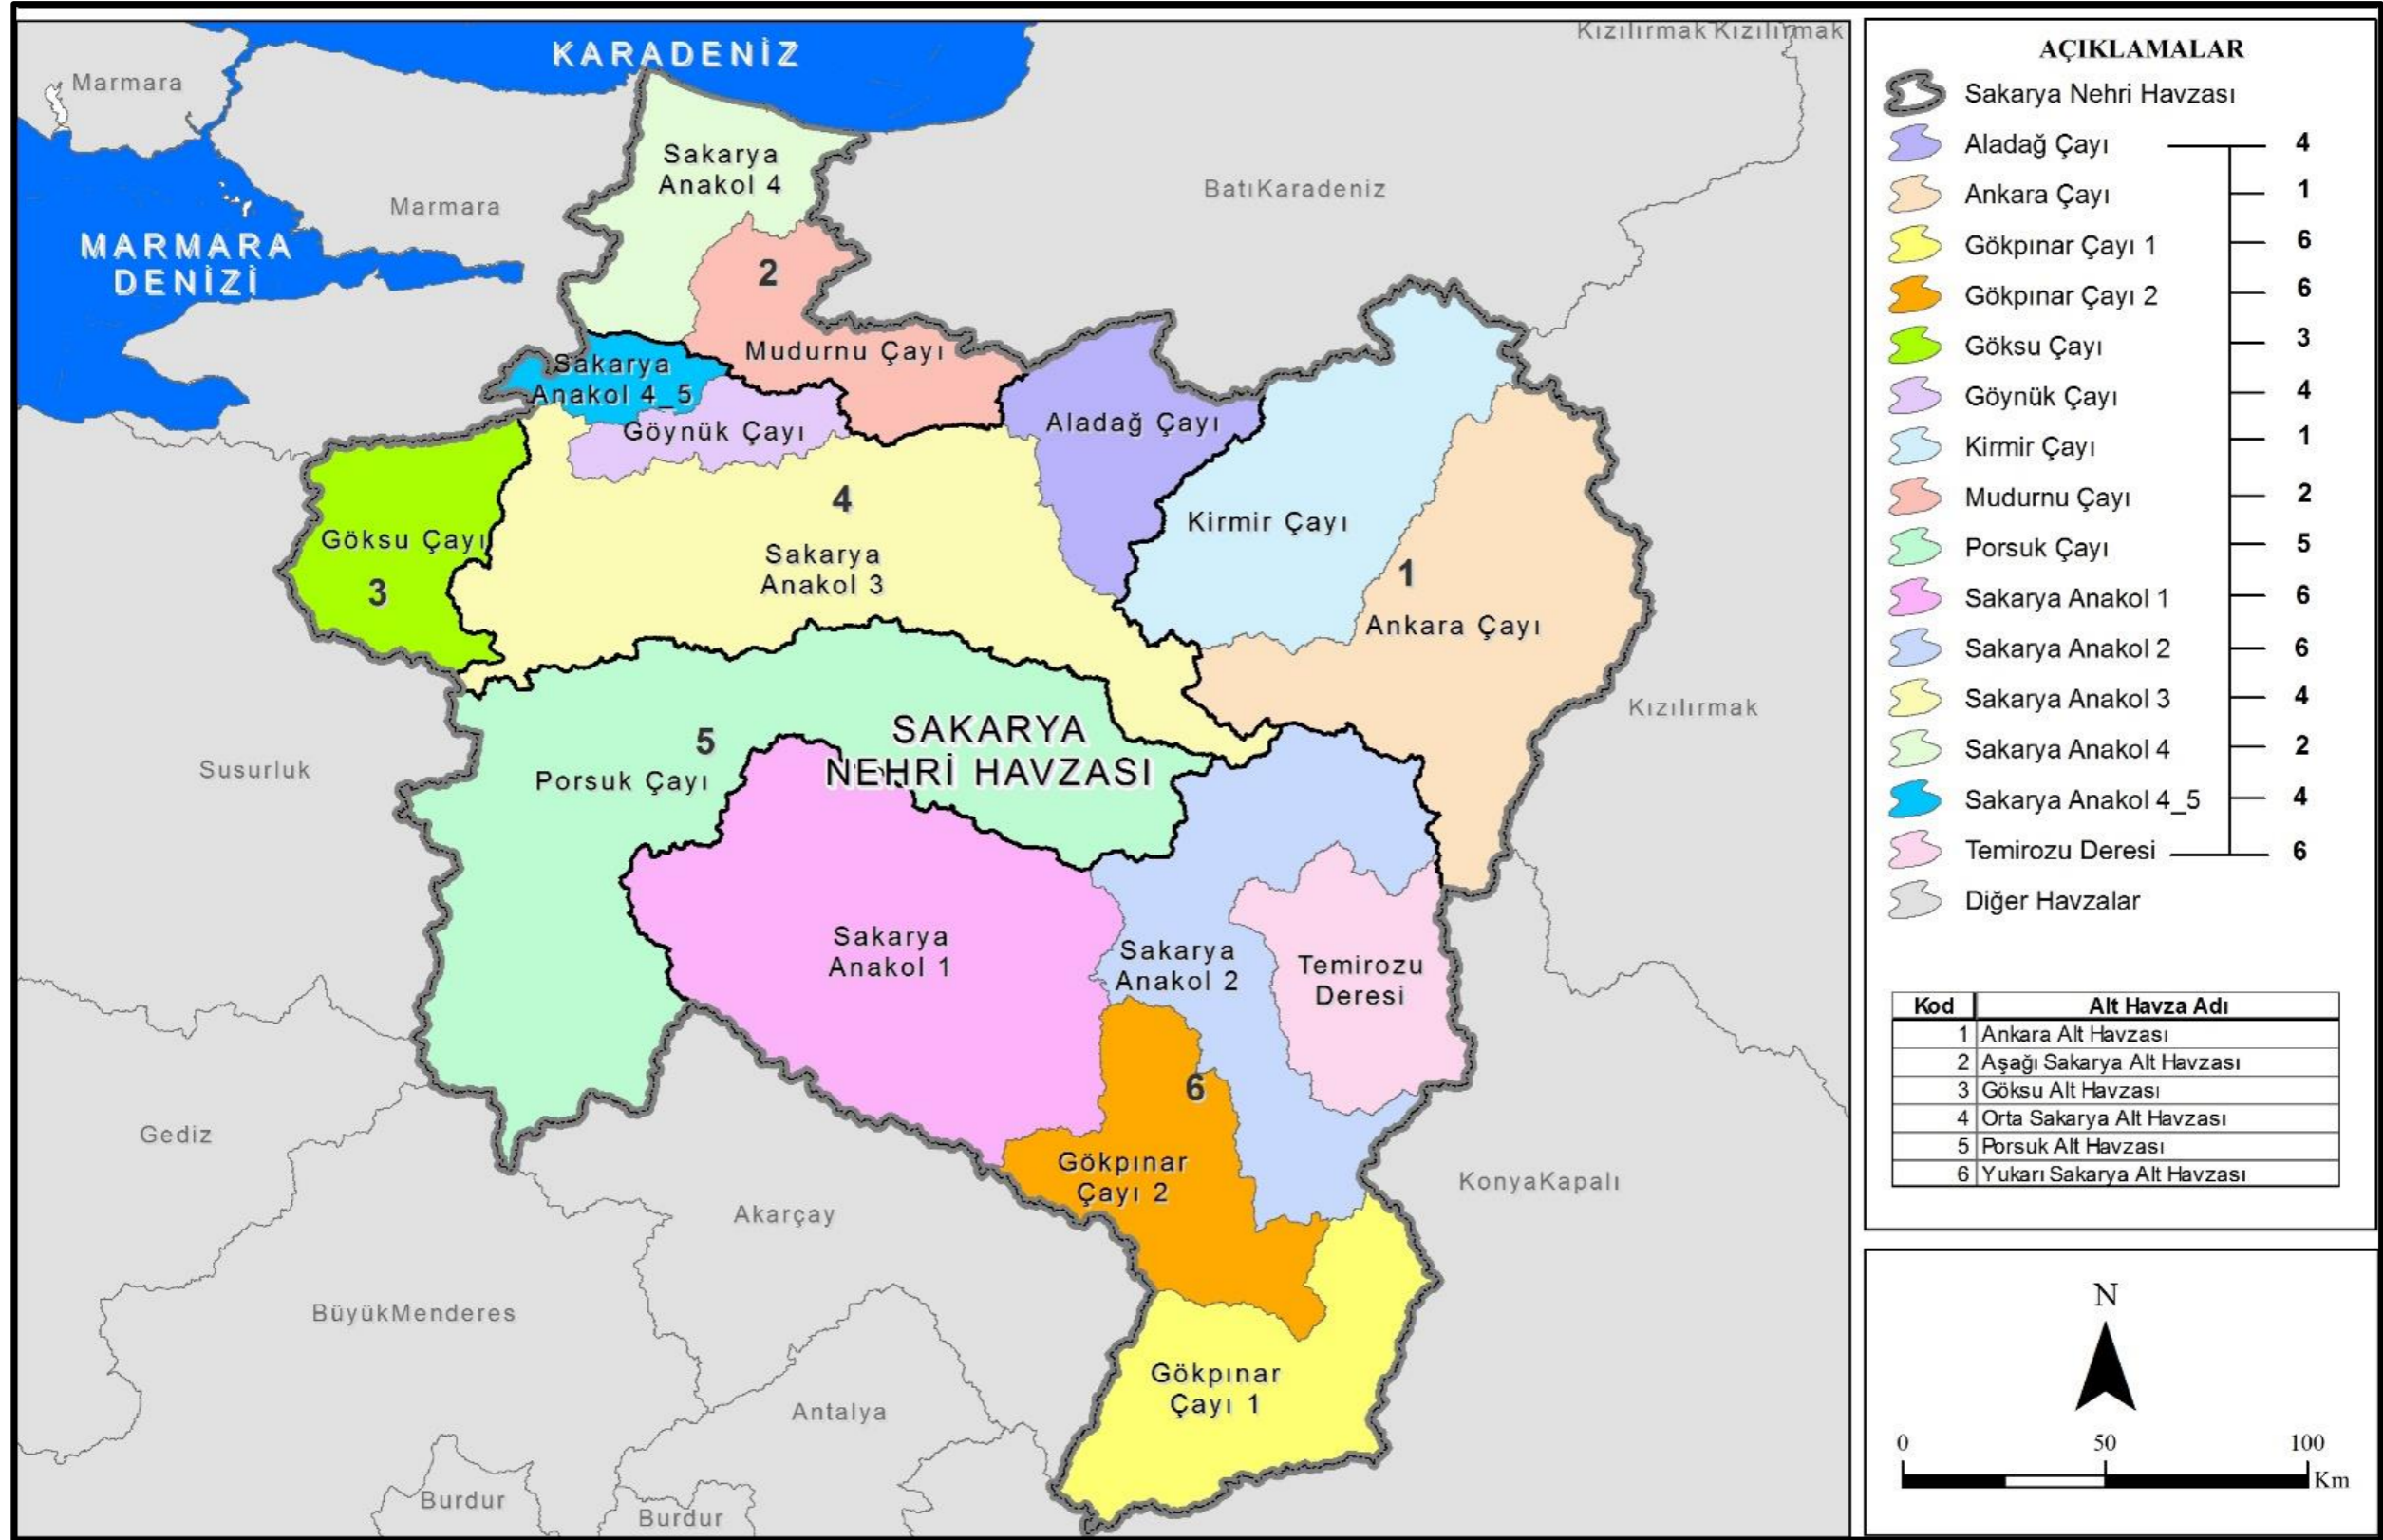 KARADENİZ
Kızılırmak Kızılırmak
Marmara
Sakarya
Anakol 4
BatıKaradeniz
Marmara
MARMARA
DENİZİ
2
Mudurnu Çayı
Sakarya
Anakol 4_5
Göynük Çayı
Aladağ Çayı
4
Kirmir Çayı
Göksu Çayı
3
Sakarya
Anakol 3
1
Ankara Çayı
Kızılırmak
SAKARYA
NEHRİ HAVZASI
5
Porsuk Çayı
Susurluk
Sakarya
Anakol 1
Sakarya
Anakol 2
Temirozu
Deresi
6
Gediz
Gökpınar
Çayı 2
KonyaKapalı
Akarçay
BüyükMenderes
Gökpınar
Çayı 1
Antalya
Burdur
Burdur
AÇIKLAMALAR
Sakarya Nehri Havzası
Aladağ Çayı 4
Ankara Çayı 1
Gökpınar Çayı 1 6
Gökpınar Çayı 2 6
Göksu Çayı 3
Göynük Çayı 4
Kirmir Çayı 1
Mudurnu Çayı 2
Porsuk Çayı 5
Sakarya Anakol 1 6
Sakarya Anakol 2 6
Sakarya Anakol 3 4
Sakarya Anakol 4 2
Sakarya Anakol 4_5 4
Temirozu Deresi 6
Diğer Havzalar
Kod Alt Havza Adı
1 Ankara Alt Havzası
2 Aşağı Sakarya Alt Havzası
3 Göksu Alt Havzası
4 Orta Sakarya Alt Havzası
5 Porsuk Alt Havzası
6 Yukarı Sakarya Alt Havzası
N
0 50 100
Km